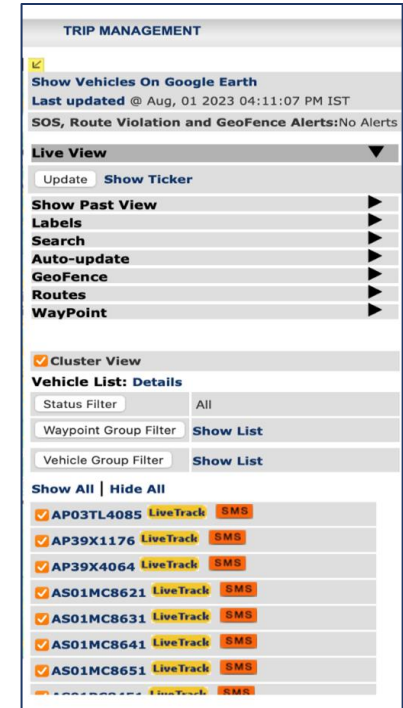 TRIP MANAGEMENT
Show Vehicles On Google Earth
Last updated @ Aug, 01 2023 04:11:07 PM IST
SOS, Route Violation and GeoFence Alerts:No Alerts
Live View
Update Show Ticker
Show Past View
Labels
Search
Auto-update
GeoFence
Routes
WayPoint
Cluster View
Vehicle List: Details
Status Filter All
Waypoint Group Filter Show List
Vehicle Group Filter Show List
Show All | Hide All
AP03TL4085 LiveTrack SMS
AP39X1176 LiveTrack SMS
AP39X4064 LiveTrack SMS
AS01MC8621 LiveTrack SMS
AS01MC8631 LiveTrack SMS
AS01MC8641 LiveTrack SMS
AS01MC8651 LiveTrack SMS
LiveTrack SMS